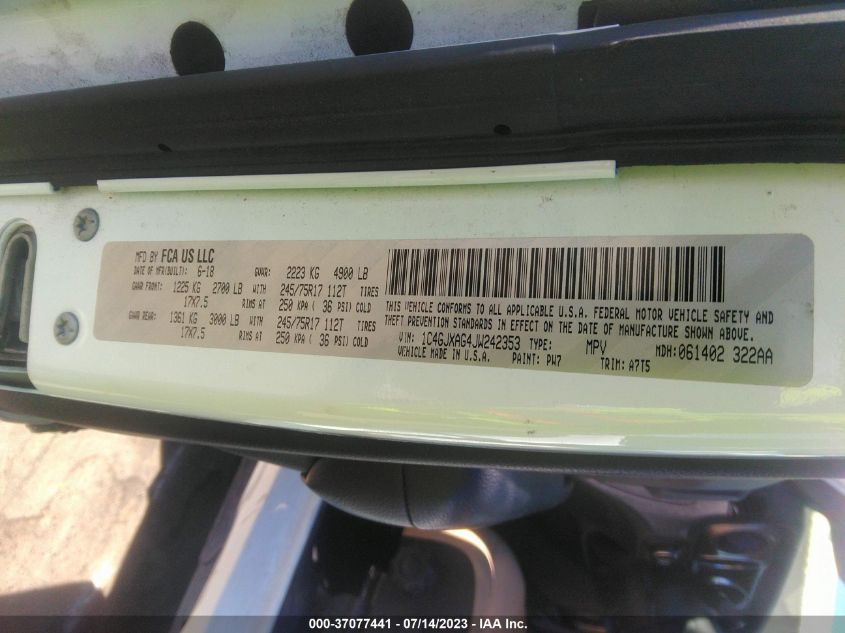 MFD BY FCA US LLC
DATE OF MFR(BUILT): 6-18 GVWR: 2223 KG 4900 LB
GAWR FRONT: 1225 KG 2700 LB WITH 245/75R17 112T TIRES
17X7.5 RIMS AT 250 KPA ( 36 PSI) COLD
GAWR REAR: 1361 KG 3000 LB WITH 245/75R17 112T TIRES
17X7.5 RIMS AT 250 KPA ( 36 PSI) COLD
THIS VEHICLE CONFORMS TO ALL APPLICABLE U.S.A. FEDERAL MOTOR VEHICLE SAFETY AND
THEFT PREVENTION STANDARDS IN EFFECT ON THE DATE OF MANUFACTURE SHOWN ABOVE.
VIN: 1C4GJXAG4JW242353 TYPE: MPV MDH: 061402 322AA
VEHICLE MADE IN U.S.A. PAINT: PW7 TRIM: A7T5
000-37077441 - 07/14/2023 - IAA Inc.